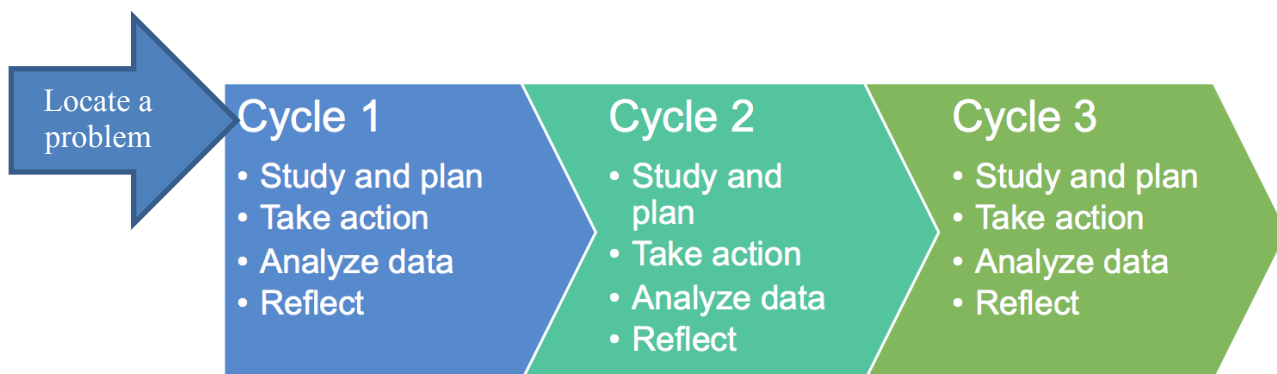 Locate a
problem
Cycle 1
• Study and plan
• Take action
• Analyze data
• Reflect
Cycle 2
• Study and
plan
• Take action
• Analyze data
• Reflect
Cycle 3
• Study and plan
• Take action
• Analyze data
• Reflect